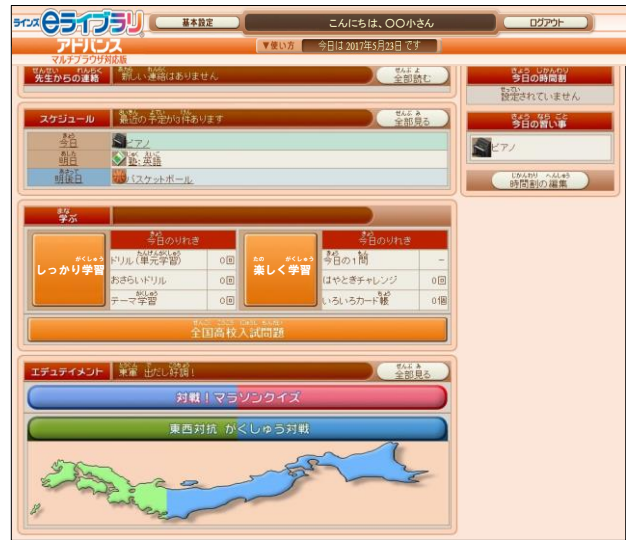 ラインズ eライブラリ
アドバンス
マルチブラウザ対応版
基本設定
こんにちは、〇〇小さん
ログアウト
▼使い方
今日は 2017年5月23日 です
先生からの連絡
新しい連絡はありません
全部読む
スケジュール
最近の予定が3件あります
全部見る
今日
ピアノ
明日
塾・英語
明後日
バスケットボール
学ぶ
しっかり学習
今日のりれき
ドリル(単元学習) 0回
おさらいドリル 0回
テーマ学習 0回
楽しく学習
今日のりれき
今日の1問 -
はやときチャレンジ 0回
いろいろカード帳 0個
全国高校入試問題
エデュテイメント
東軍 出だし好調!
全部見る
対戦!マラソンクイズ
東西対抗 がくしゅう対戦
今日の時間割
設定されていません
今日の習い事
ピアノ
時間割の編集